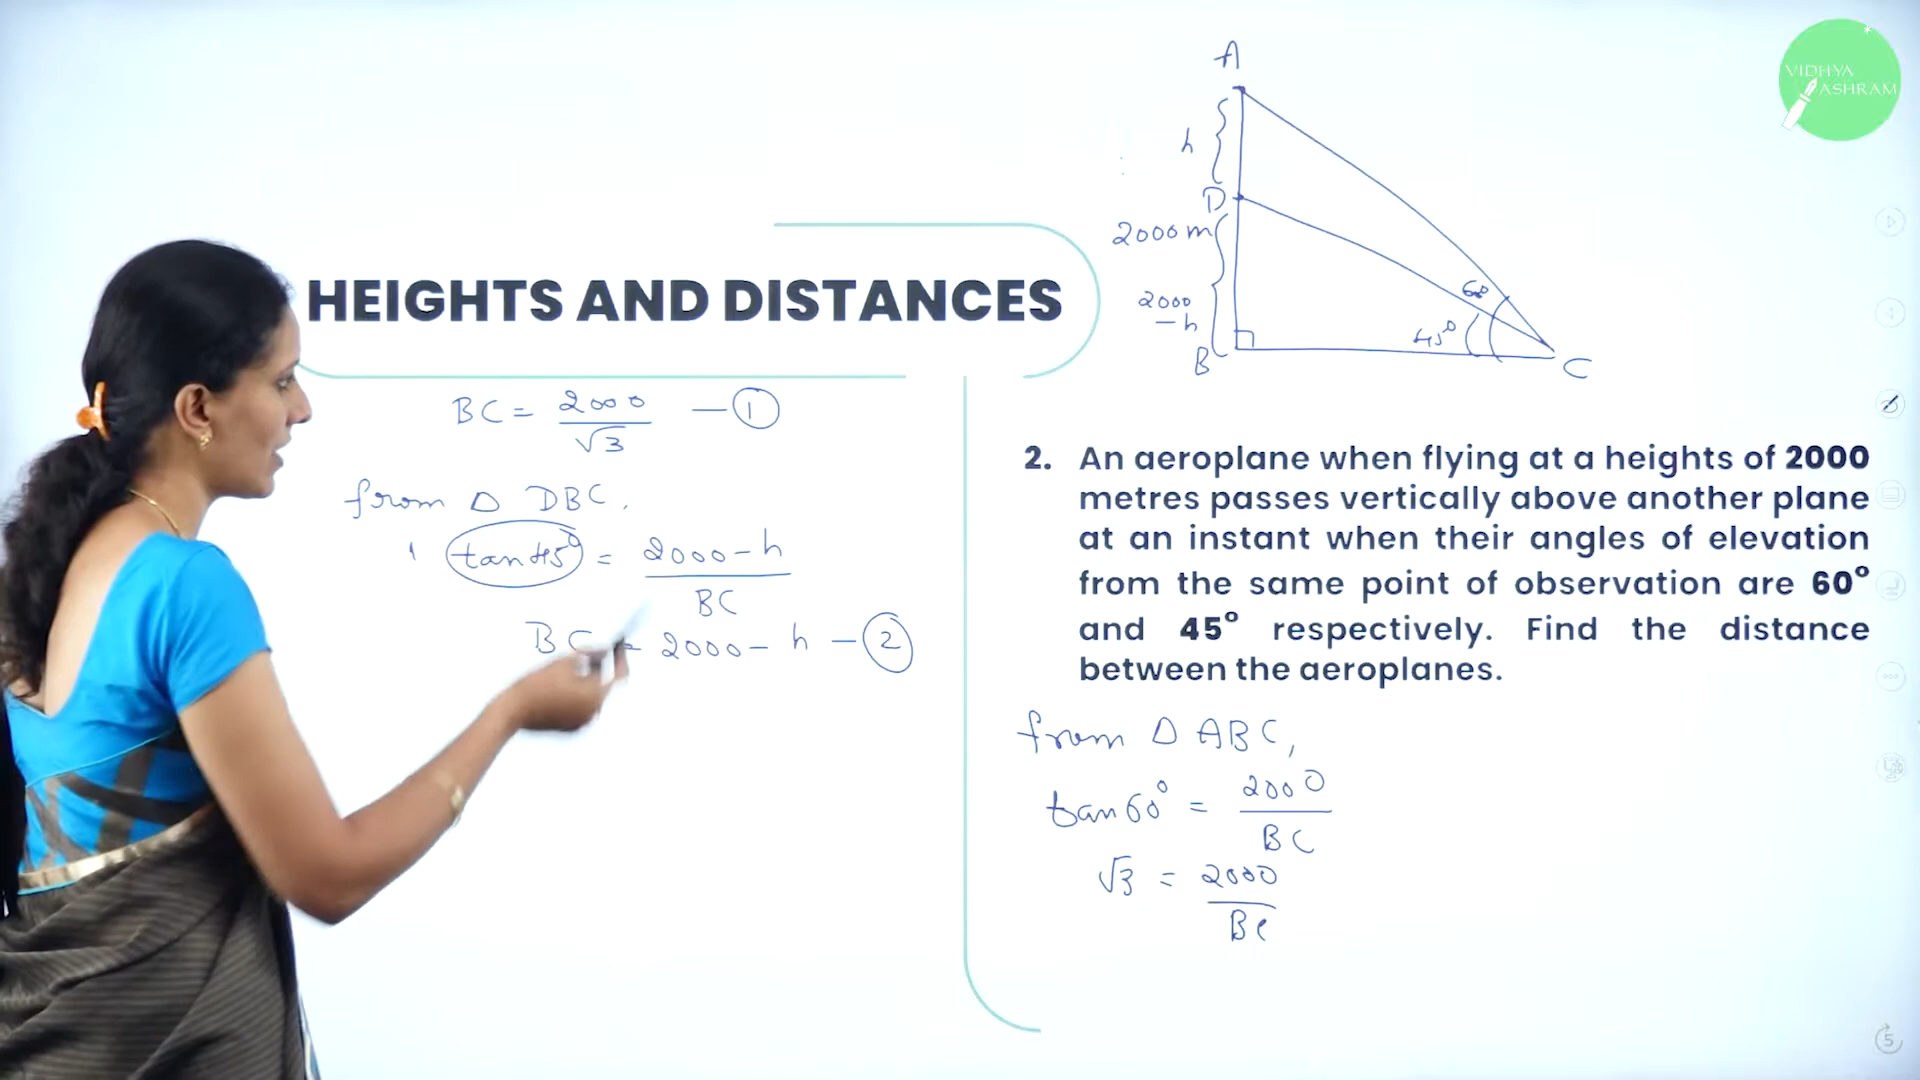 VIDHYA
ASHRAM
HEIGHTS AND DISTANCES
A
h
D
2000 m
2000
- h
B
60°
45°
C
BC = 2000/√3 — ①
from △ DBC,
1 tan45° = 2000 - h / BC
BC = 2000 - h — ②
2. An aeroplane when flying at a heights of 2000
metres passes vertically above another plane
at an instant when their angles of elevation
from the same point of observation are 60°
and 45° respectively. Find the distance
between the aeroplanes.
from △ ABC,
tan 60° = 2000 / BC
√3 = 2000 / BC
5